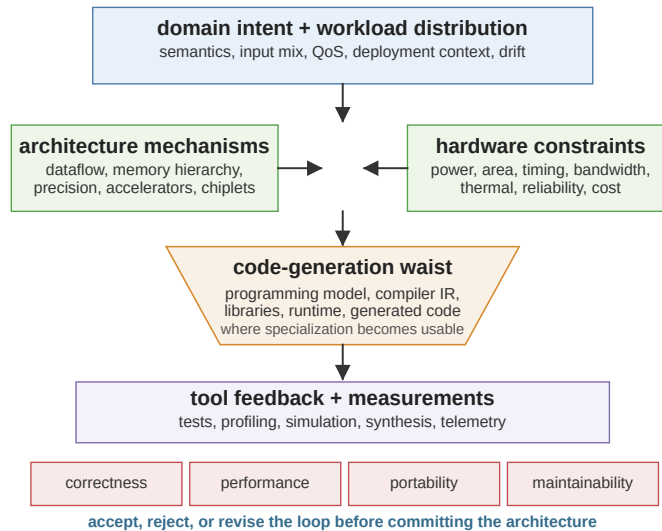 domain intent + workload distribution
semantics, input mix, QoS, deployment context, drift
architecture mechanisms
dataflow, memory hierarchy,
precision, accelerators, chiplets
hardware constraints
power, area, timing, bandwidth,
thermal, reliability, cost
code-generation waist
programming model, compiler IR,
libraries, runtime, generated code
where specialization becomes usable
tool feedback + measurements
tests, profiling, simulation, synthesis, telemetry
correctness
performance
portability
maintainability
accept, reject, or revise the loop before committing the architecture